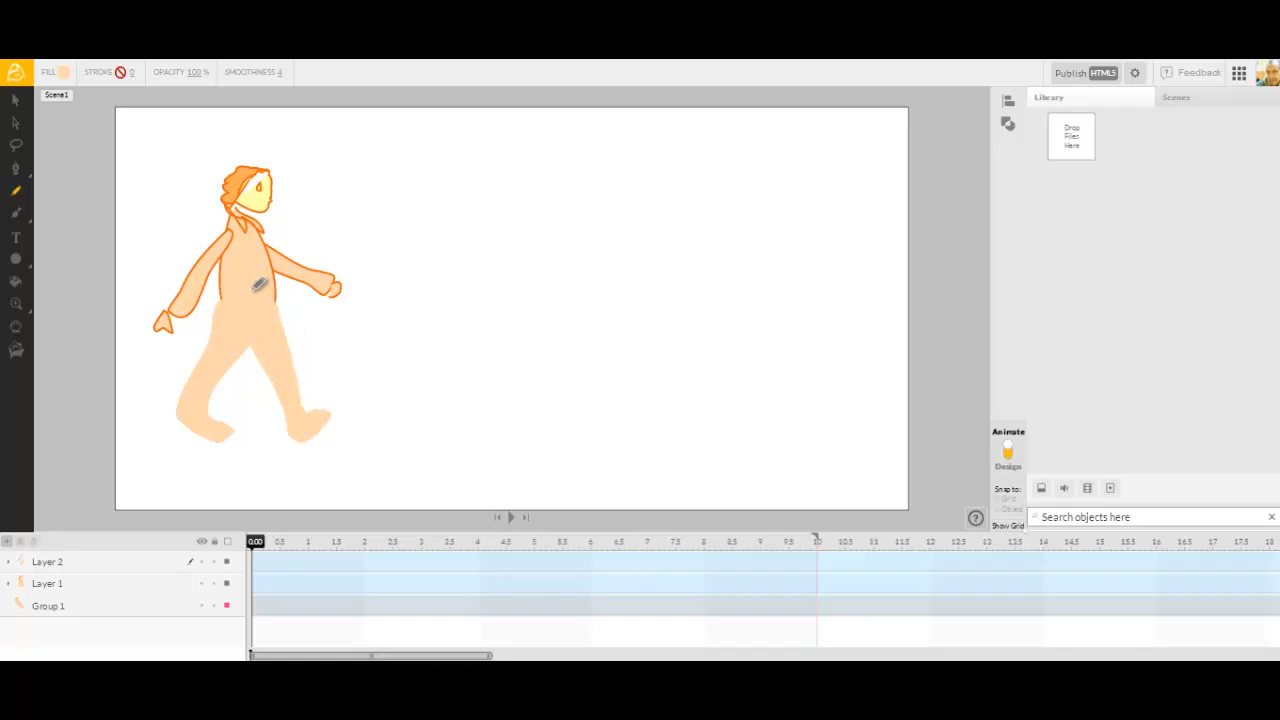 FILL STROKE 0 OPACITY 100 % SMOOTHNESS 4 Publish HTML5 Feedback
Scene1
Library Scenes
Drop
Files
Here
T
Animate
Design
Snap to:
Grid
Object
Show Grid
Search objects here
0.00 0.5 1 1.5 2 2.5 3 3.5 4 4.5 5 5.5 6 6.5 7 7.5 8 8.5 9 9.5 10 10.5 11 11.5 12 12.5 13 13.5 14 14.5 15 15.5 16 16.5 17 17.5 18
Layer 2
Layer 1
Group 1